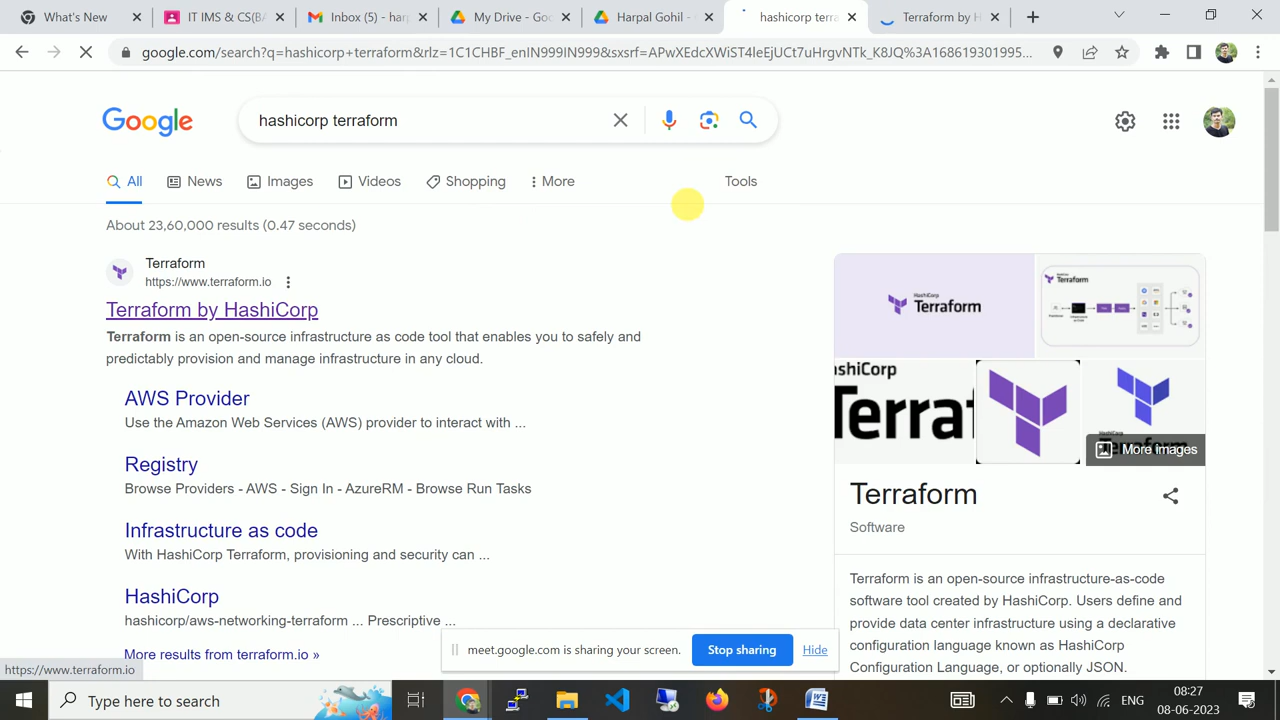 What's New
IT IMS & CS(BA
Inbox (5) - harp
My Drive - Goo
Harpal Gohil -
hashicorp terra
Terraform by H
google.com/search?q=hashicorp+terraform&rlz=1C1CHBF_enIN999IN999&sxsrf=APwXEdcXWiST4IeEjUCt7uHrgvNTk_K8JQ%3A168619301995...
Google
hashicorp terraform
All
News
Images
Videos
Shopping
More
Tools
About 23,60,000 results (0.47 seconds)
Terraform
https://www.terraform.io
Terraform by HashiCorp
Terraform is an open-source infrastructure as code tool that enables you to safely and
predictably provision and manage infrastructure in any cloud.
AWS Provider
Use the Amazon Web Services (AWS) provider to interact with ...
Registry
Browse Providers - AWS - Sign In - AzureRM - Browse Run Tasks
Infrastructure as code
With HashiCorp Terraform, provisioning and security can ...
HashiCorp
hashicorp/aws-networking-terraform ... Prescriptive ...
More results from terraform.io »
HashiCorp
Terraform
HashiCorp
Terraform
shiCorp
Terra
More images
Terraform
Software
Terraform is an open-source infrastructure-as-code
software tool created by HashiCorp. Users define and
provide data center infrastructure using a declarative
configuration language known as HashiCorp
Configuration Language, or optionally JSON.
meet.google.com is sharing your screen.
Stop sharing
Hide
https://www.terraform.io
Type here to search
ENG
08:27
08-06-2023